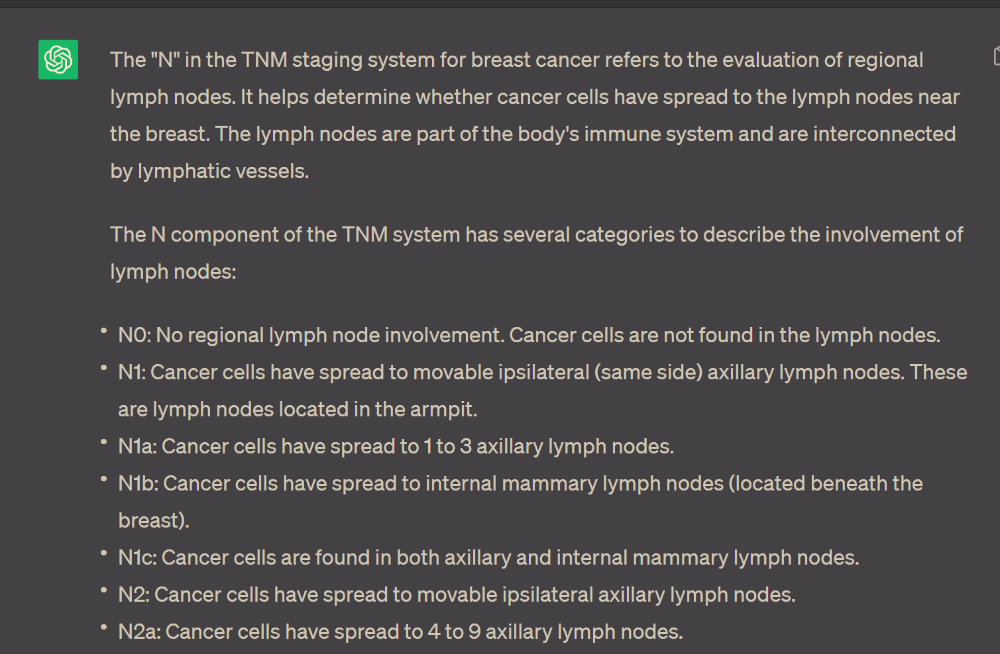 The "N" in the TNM staging system for breast cancer refers to the evaluation of regional
lymph nodes. It helps determine whether cancer cells have spread to the lymph nodes near
the breast. The lymph nodes are part of the body's immune system and are interconnected
by lymphatic vessels.
The N component of the TNM system has several categories to describe the involvement of
lymph nodes:
• N0: No regional lymph node involvement. Cancer cells are not found in the lymph nodes.
• N1: Cancer cells have spread to movable ipsilateral (same side) axillary lymph nodes. These
are lymph nodes located in the armpit.
• N1a: Cancer cells have spread to 1 to 3 axillary lymph nodes.
• N1b: Cancer cells have spread to internal mammary lymph nodes (located beneath the
breast).
• N1c: Cancer cells are found in both axillary and internal mammary lymph nodes.
• N2: Cancer cells have spread to movable ipsilateral axillary lymph nodes.
• N2a: Cancer cells have spread to 4 to 9 axillary lymph nodes.